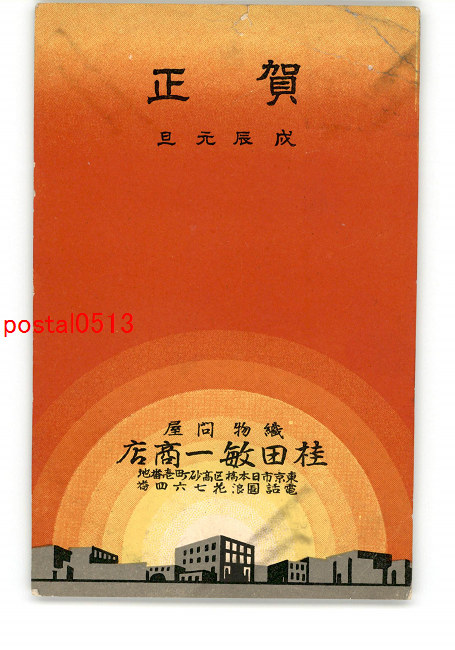 賀正
戊辰元旦
postal0513
織物問屋
桂田敏一商店
東京市日本橋区高砂町壱番地
電話浪花七六四番